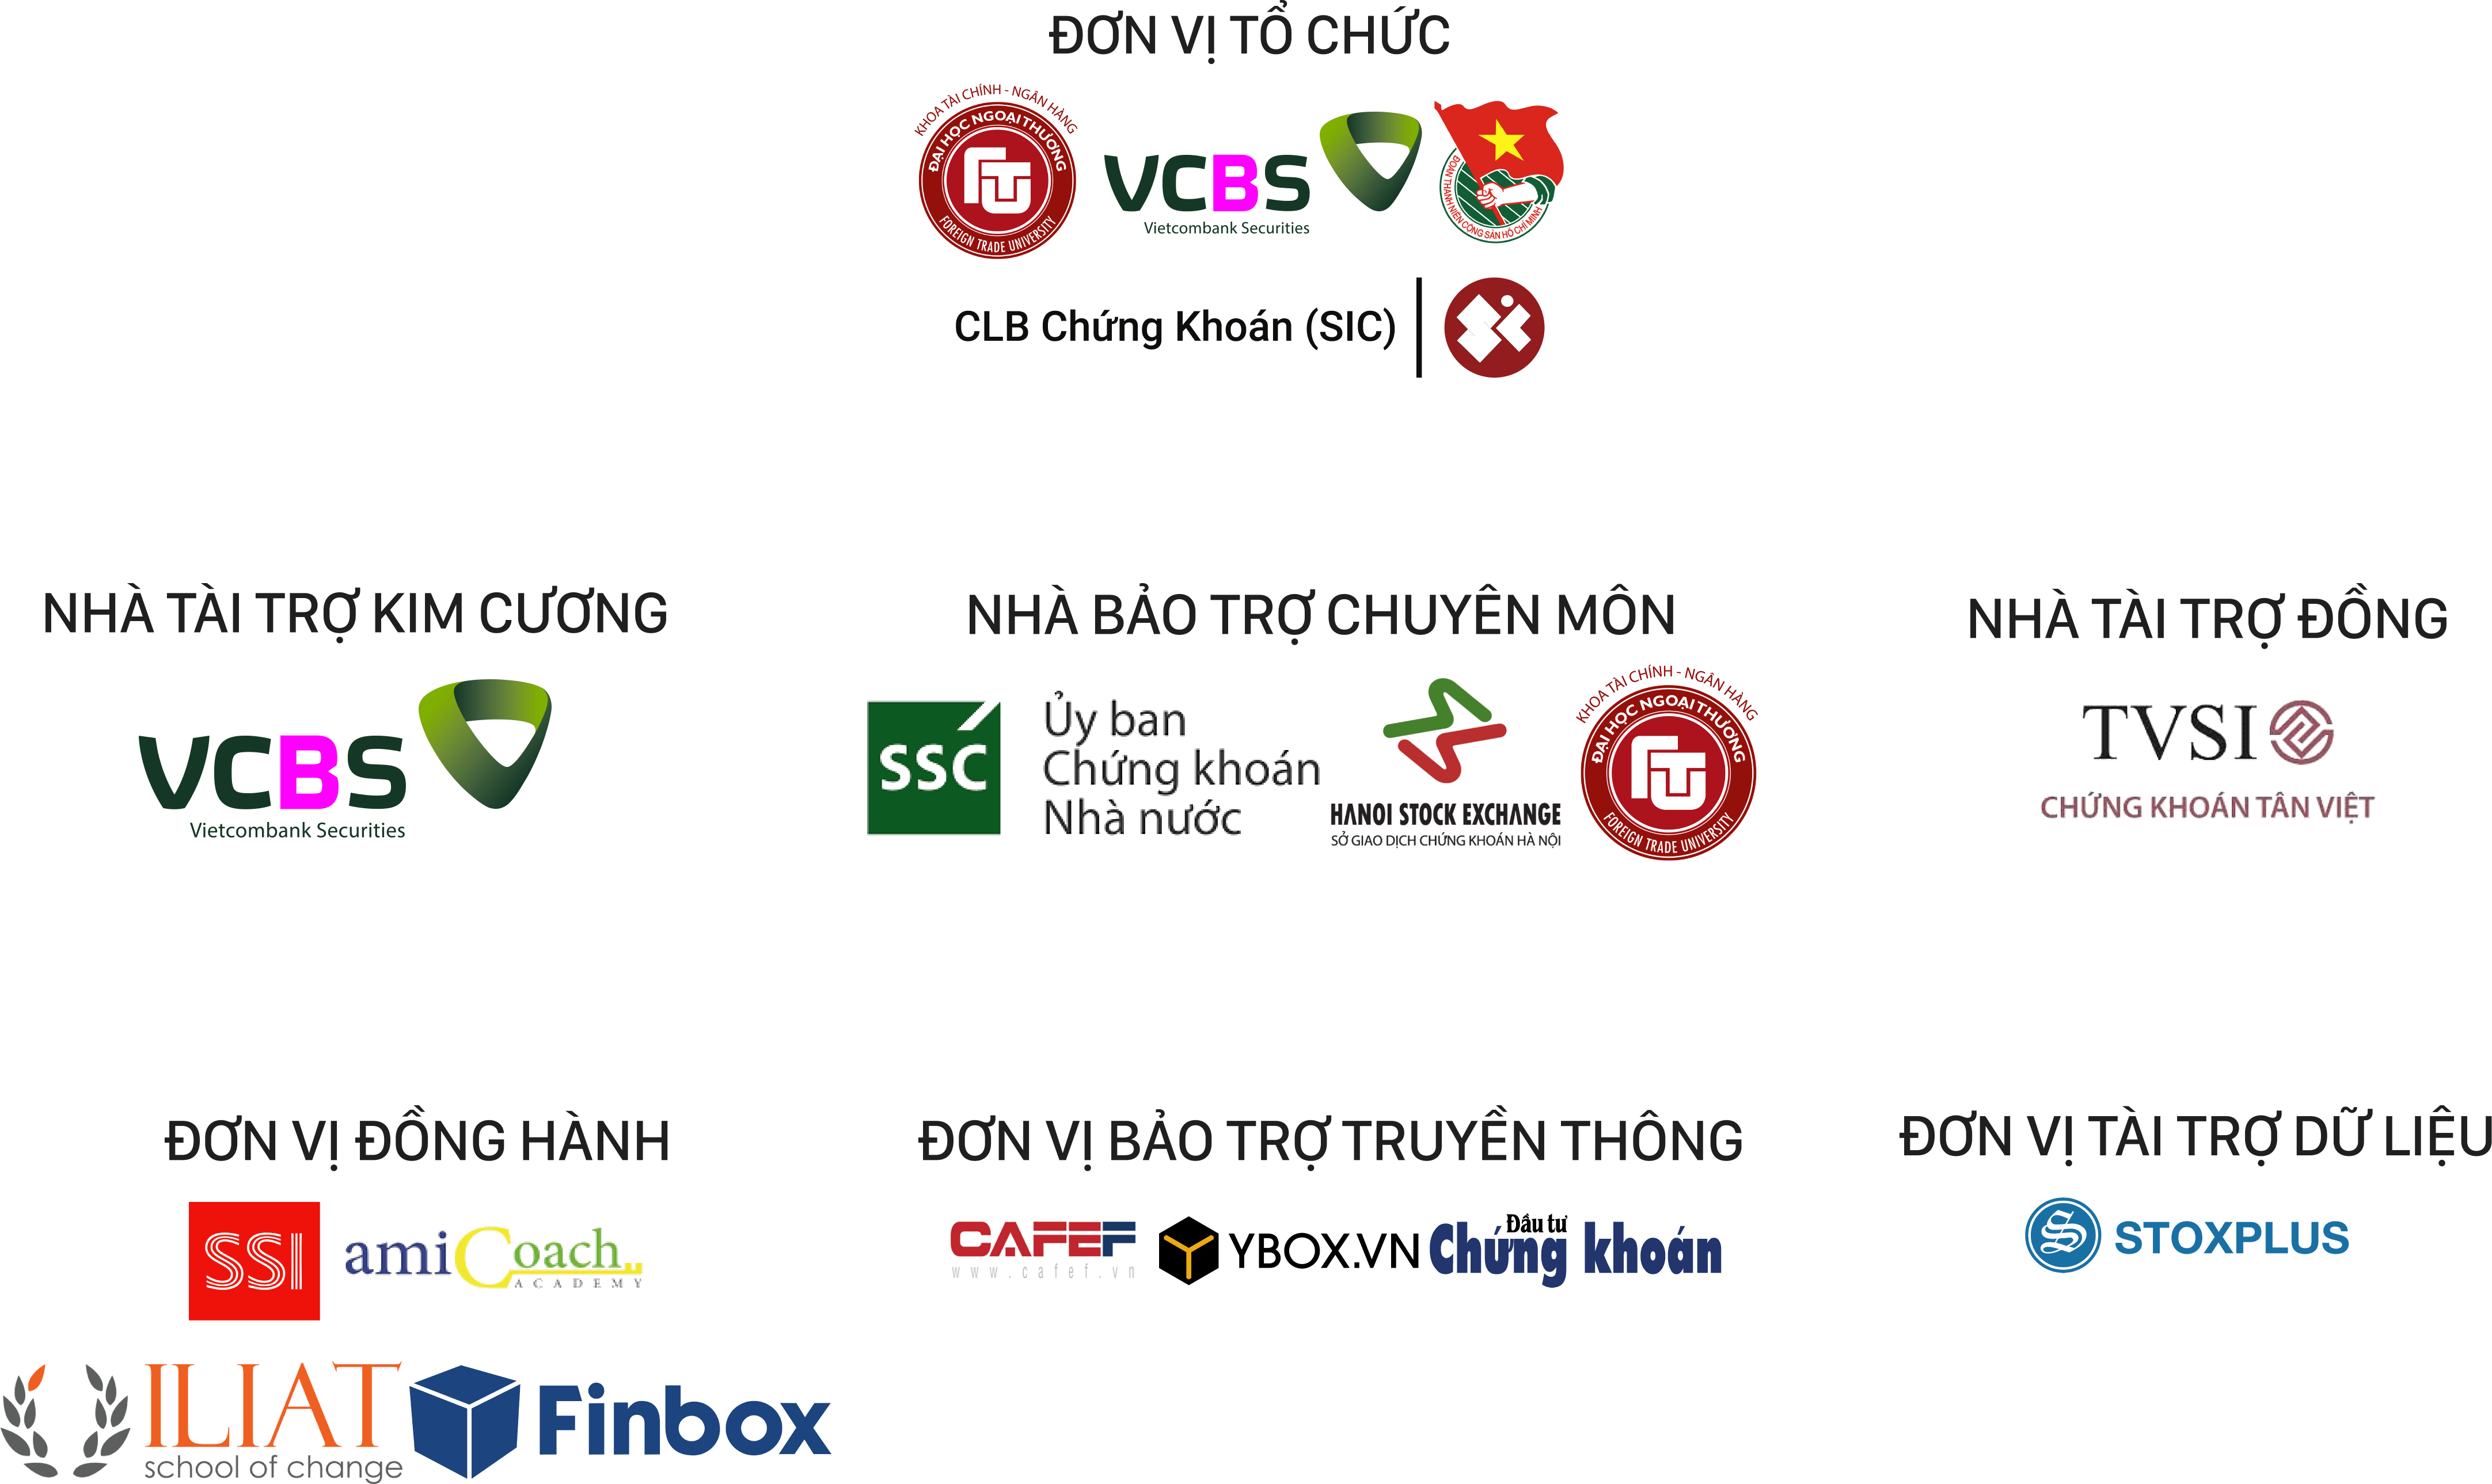 ĐƠN VỊ TỔ CHỨC
KHOA TÀI CHÍNH - NGÂN HÀNG
ĐẠI HỌC NGOẠI THƯƠNG
FTU
FOREIGN TRADE UNIVERSITY
VCBS
Vietcombank Securities
ĐOÀN THANH NIÊN CỘNG SẢN HỒ CHÍ MINH
CLB Chứng Khoán (SIC)
NHÀ TÀI TRỢ KIM CƯƠNG
VCBS
Vietcombank Securities
NHÀ BẢO TRỢ CHUYÊN MÔN
SSC
Ủy ban
Chứng khoán
Nhà nước
HANOI STOCK EXCHANGE
SỞ GIAO DỊCH CHỨNG KHOÁN HÀ NỘI
KHOA TÀI CHÍNH - NGÂN HÀNG
ĐẠI HỌC NGOẠI THƯƠNG
FTU
FOREIGN TRADE UNIVERSITY
NHÀ TÀI TRỢ ĐỒNG
TVSI
CHỨNG KHOÁN TÂN VIỆT
ĐƠN VỊ ĐỒNG HÀNH
SSI
amiCoach
ACADEMY
ILIAT
school of change
Finbox
ĐƠN VỊ BẢO TRỢ TRUYỀN THÔNG
CAFEF
www.cafef.vn
YBOX.VN
Đầu tư
Chứng khoán
ĐƠN VỊ TÀI TRỢ DỮ LIỆU
S STOXPLUS